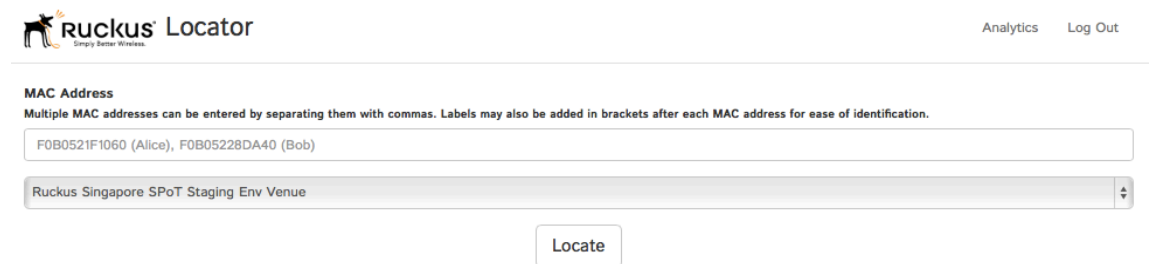 Ruckus Locator
Simply Better Wireless.
Analytics Log Out
MAC Address
Multiple MAC addresses can be entered by separating them with commas. Labels may also be added in brackets after each MAC address for ease of identification.
F0B0521F1060 (Alice), F0B05228DA40 (Bob)
Ruckus Singapore SPoT Staging Env Venue
Locate